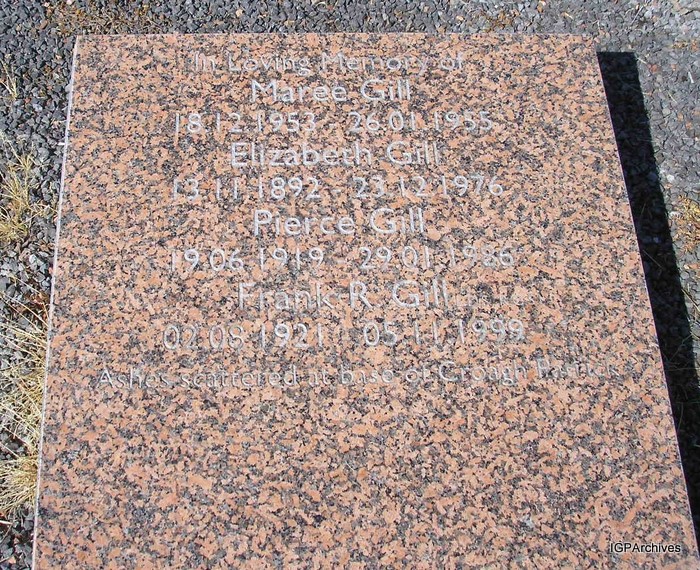 In Loving Memory of
Maree Gill
18.12.1953 - 26.01.1955
Elizabeth Gill
13.11.1892 - 23.12.1976
Pierce Gill
19.06.1919 - 29.01.1986
Frank R. Gill
02.08.1921 - 05.11.1999
Ashes scattered at base of Croagh Patrick
IGPArchives